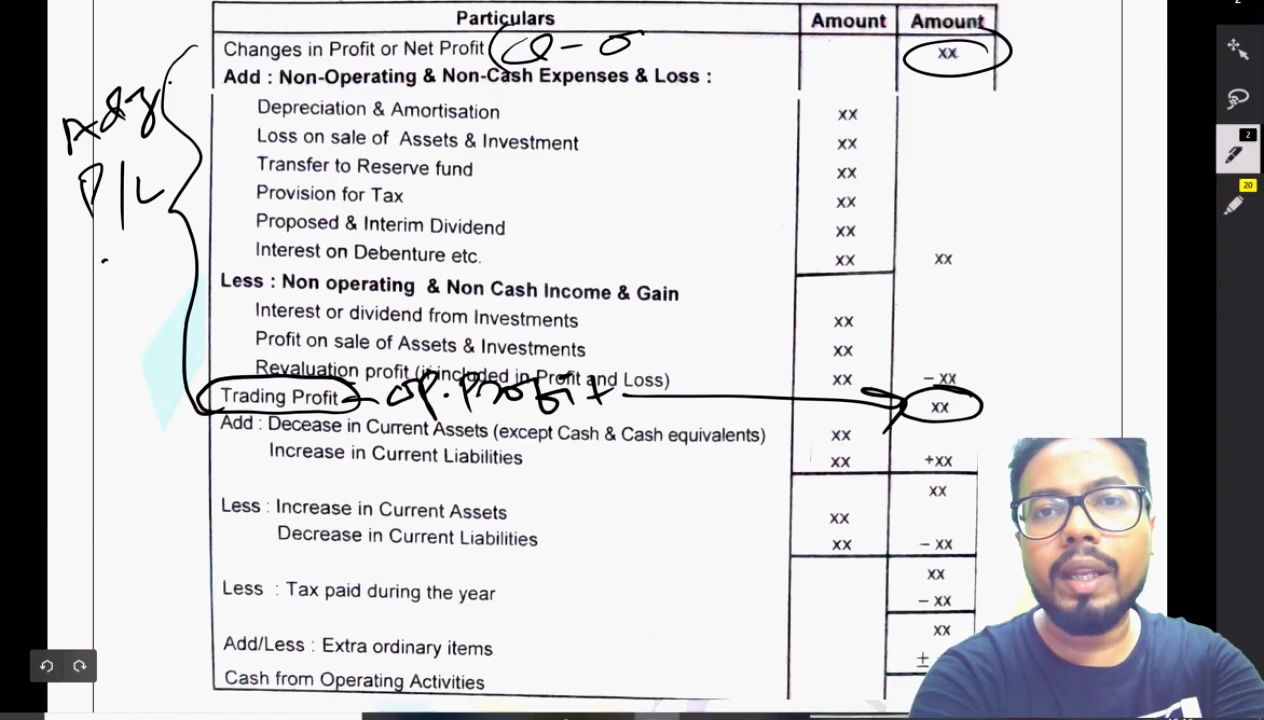 Particulars Amount Amount
Changes in Profit or Net Profit (Cl - O xx
Add : Non-Operating & Non-Cash Expenses & Loss :
Depreciation & Amortisation xx
Loss on sale of Assets & Investment xx
Transfer to Reserve fund xx
Provision for Tax xx
Proposed & Interim Dividend xx
Interest on Debenture etc. xx xx
Less : Non operating & Non Cash Income & Gain
Interest or dividend from Investments xx
Profit on sale of Assets & Investments xx
Revaluation profit (if included in Profit and Loss) xx – xx
Trading Profit - op. Profit xx
Add : Decease in Current Assets (except Cash & Cash equivalents) xx
Increase in Current Liabilities xx +xx
xx
Less : Increase in Current Assets xx
Decrease in Current Liabilities xx – xx
xx
Less : Tax paid during the year – xx
xx
Add/Less : Extra ordinary items ±
Cash from Operating Activities
Adj
P/L
2
20